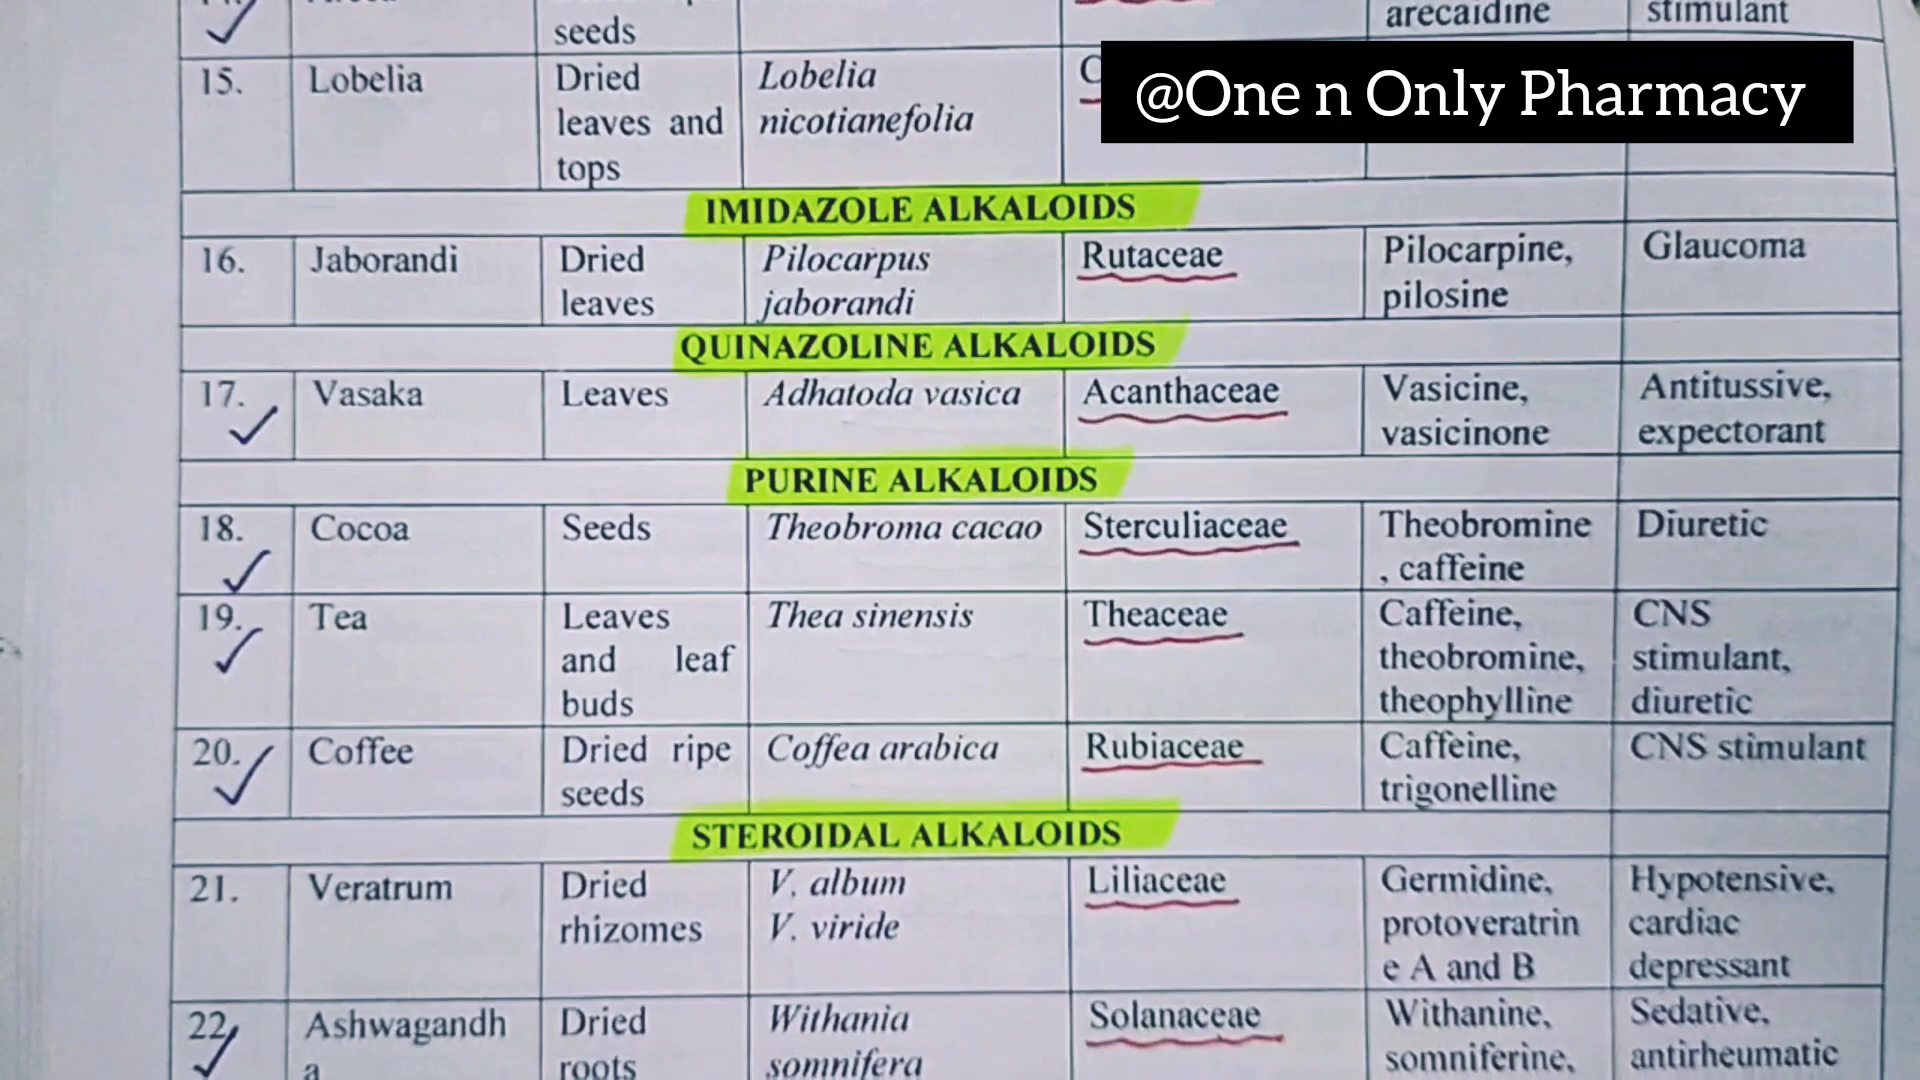 seeds
arecaidine
stimulant
@One n Only Pharmacy
15. Lobelia Dried leaves and tops Lobelia nicotianefolia
IMIDAZOLE ALKALOIDS
16. Jaborandi Dried leaves Pilocarpus jaborandi Rutaceae Pilocarpine, pilosine Glaucoma
QUINAZOLINE ALKALOIDS
17. Vasaka Leaves Adhatoda vasica Acanthaceae Vasicine, vasicinone Antitussive, expectorant
PURINE ALKALOIDS
18. Cocoa Seeds Theobroma cacao Sterculiaceae Theobromine , caffeine Diuretic
19. Tea Leaves and leaf buds Thea sinensis Theaceae Caffeine, theobromine, theophylline CNS stimulant, diuretic
20. Coffee Dried ripe seeds Coffea arabica Rubiaceae Caffeine, trigonelline CNS stimulant
STEROIDAL ALKALOIDS
21. Veratrum Dried rhizomes V. album V. viride Liliaceae Germidine, protoveratrin e A and B Hypotensive, cardiac depressant
22. Ashwagandh a Dried roots Withania somnifera Solanaceae Withanine, somniferine, Sedative, antirheumatic